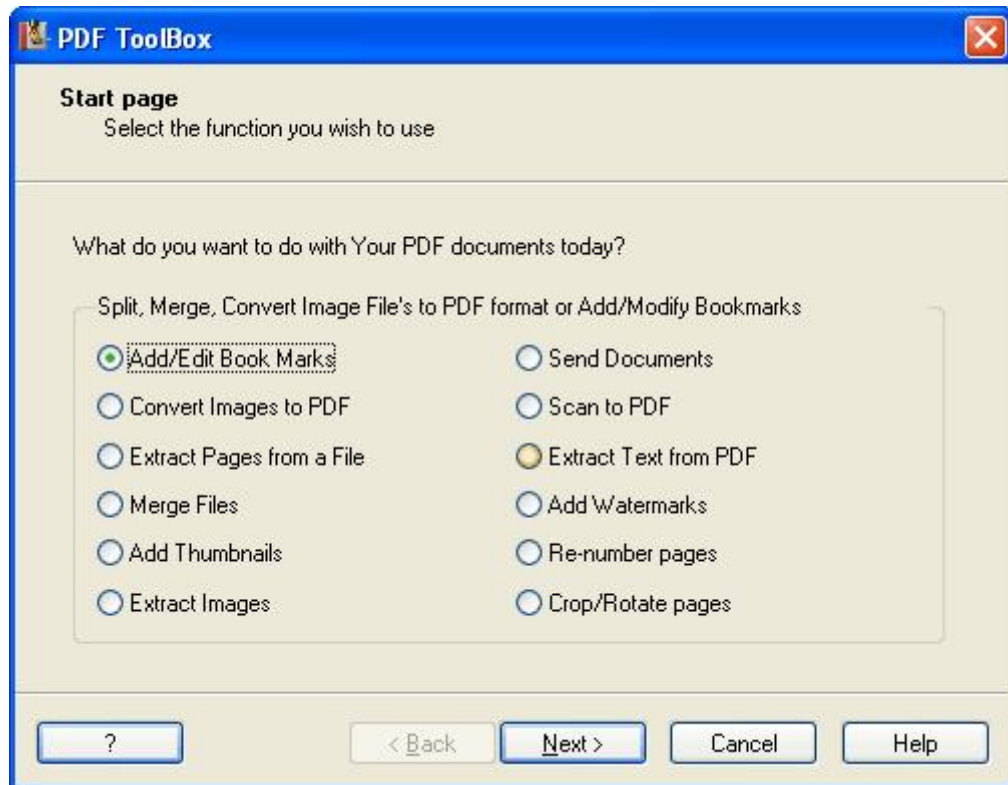 PDF ToolBox
Start page
Select the function you wish to use
What do you want to do with Your PDF documents today?
Split, Merge, Convert Image File's to PDF format or Add/Modify Bookmarks
Add/Edit Book Marks
Send Documents
Convert Images to PDF
Scan to PDF
Extract Pages from a File
Extract Text from PDF
Merge Files
Add Watermarks
Add Thumbnails
Re-number pages
Extract Images
Crop/Rotate pages
?
< Back
Next >
Cancel
Help